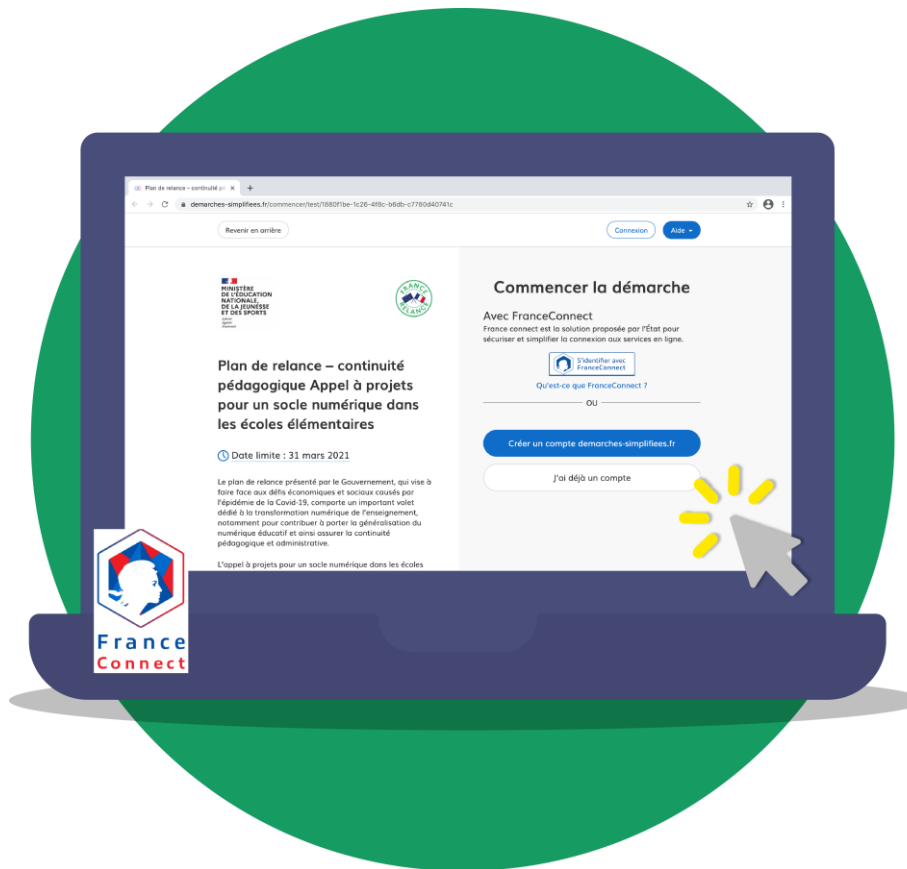 Plan de relance – continuité pé
demarches-simplifiees.fr/commencer/test/1880f1be-1c26-4f8c-b6db-c7760d40741c
Revenir en arrière
Connexion
Aide
MINISTÈRE
DE L'ÉDUCATION
NATIONALE,
DE LA JEUNESSE
ET DES SPORTS
FRANCE
RELANCE
Plan de relance – continuité
pédagogique Appel à projets
pour un socle numérique dans
les écoles élémentaires
Date limite : 31 mars 2021
Le plan de relance présenté par le Gouvernement, qui vise à
faire face aux défis économiques et sociaux causés par
l'épidémie de la Covid-19, comporte un important volet
dédié à la transformation numérique de l'enseignement,
notamment pour contribuer à porter la généralisation du
numérique éducatif et ainsi assurer la continuité
pédagogique et administrative.
L'appel à projets pour un socle numérique dans les écoles
Commencer la démarche
Avec FranceConnect
France connect est la solution proposée par l'État pour
sécuriser et simplifier la connexion aux services en ligne.
S'identifier avec
FranceConnect
Qu'est-ce que FranceConnect ?
OU
Créer un compte demarches-simplifiees.fr
J'ai déjà un compte
France
Connect